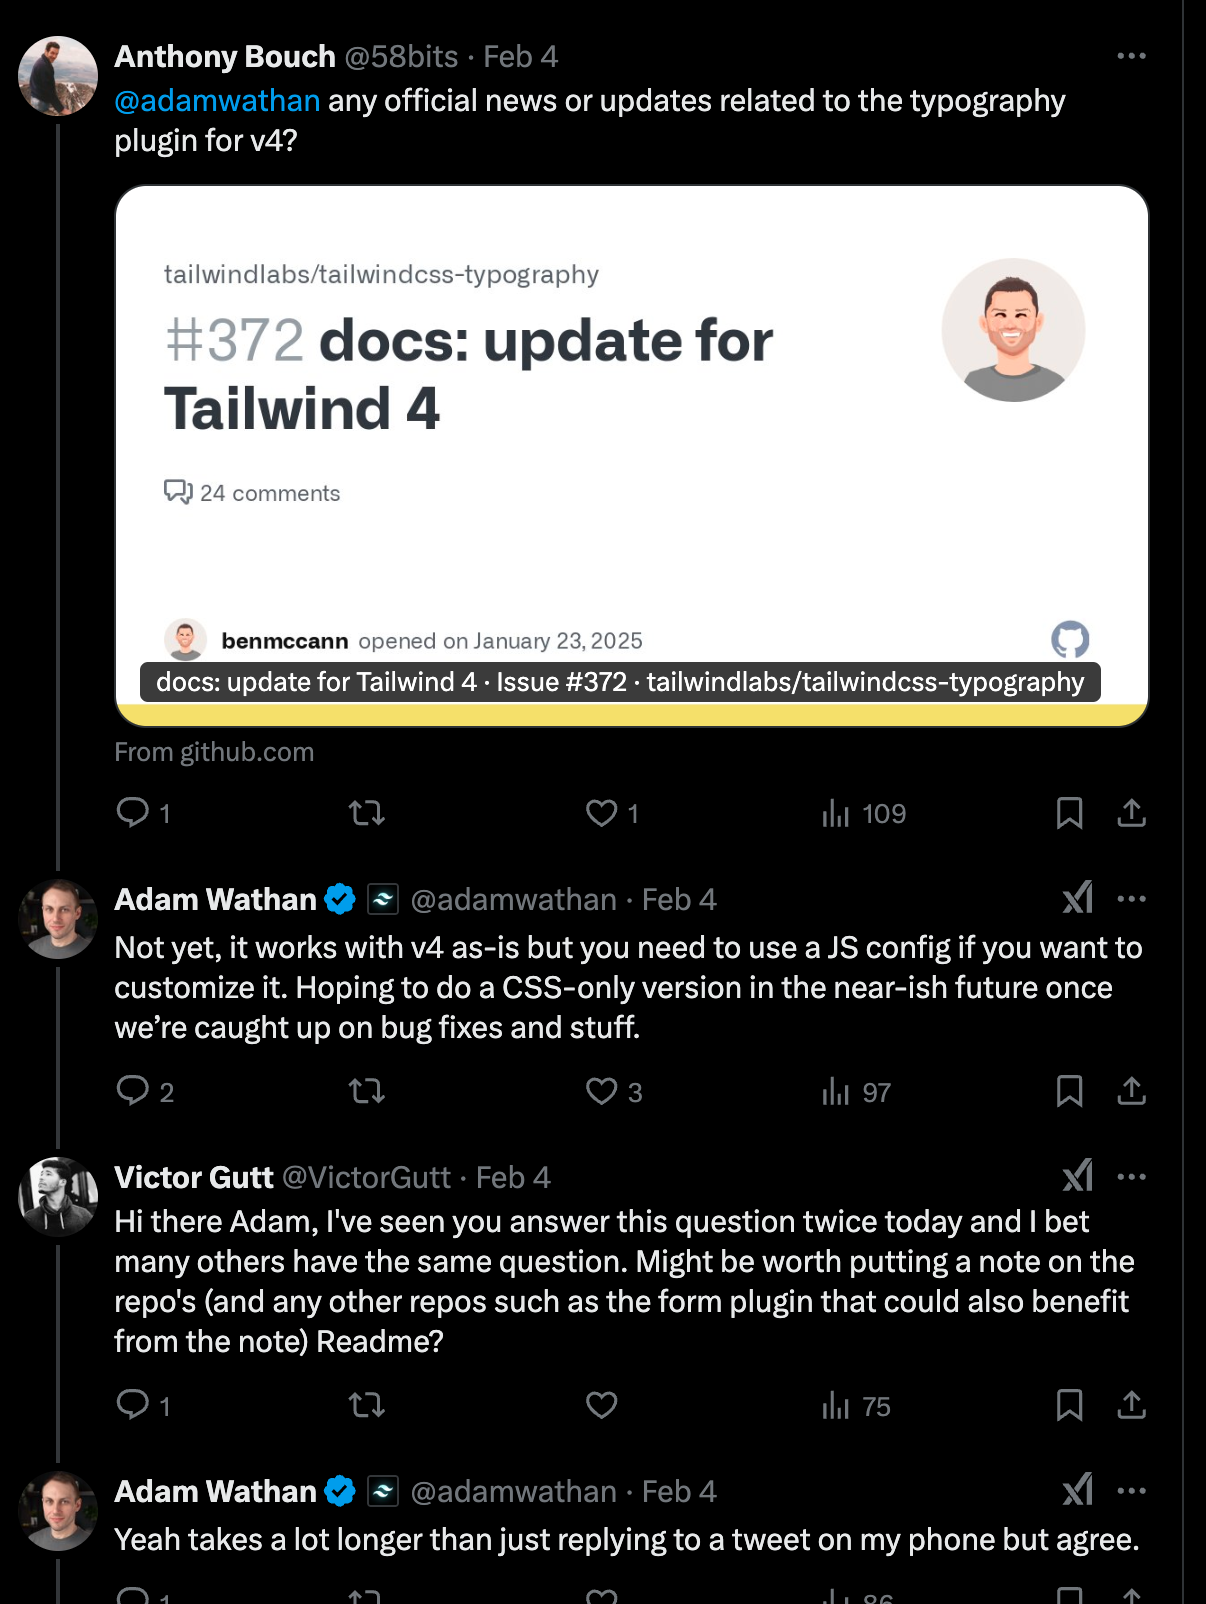 Anthony Bouch @58bits · Feb 4
@adamwathan any official news or updates related to the typography
plugin for v4?
tailwindlabs/tailwindcss-typography
#372 docs: update for
Tailwind 4
24 comments
benmccann opened on January 23, 2025
docs: update for Tailwind 4 · Issue #372 · tailwindlabs/tailwindcss-typography
From github.com
1 1 109
Adam Wathan @adamwathan · Feb 4
Not yet, it works with v4 as-is but you need to use a JS config if you want to
customize it. Hoping to do a CSS-only version in the near-ish future once
we’re caught up on bug fixes and stuff.
2 3 97
Victor Gutt @VictorGutt · Feb 4
Hi there Adam, I've seen you answer this question twice today and I bet
many others have the same question. Might be worth putting a note on the
repo's (and any other repos such as the form plugin that could also benefit
from the note) Readme?
1 75
Adam Wathan @adamwathan · Feb 4
Yeah takes a lot longer than just replying to a tweet on my phone but agree.
1 86